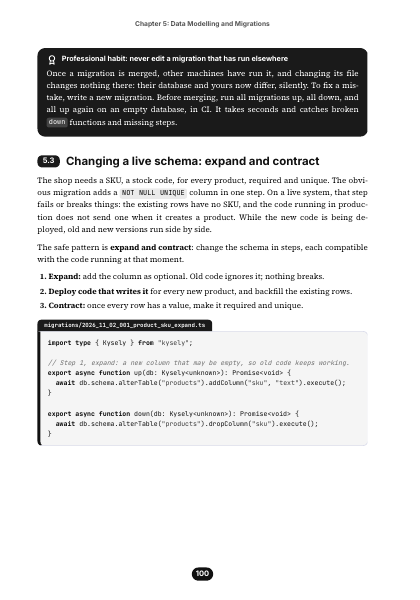 Chapter 5: Data Modelling and Migrations
Professional habit: never edit a migration that has run elsewhere
Once a migration is merged, other machines have run it, and changing its file
changes nothing there: their database and yours now differ, silently. To fix a mis-
take, write a new migration. Before merging, run all migrations up, all down, and
all up again on an empty database, in CI. It takes seconds and catches broken
down functions and missing steps.
5.3 Changing a live schema: expand and contract
The shop needs a SKU, a stock code, for every product, required and unique. The obvi-
ous migration adds a NOT NULL UNIQUE column in one step. On a live system, that step
fails or breaks things: the existing rows have no SKU, and the code running in produc-
tion does not send one when it creates a product. While the new code is being de-
ployed, old and new versions run side by side.
The safe pattern is expand and contract: change the schema in steps, each compatible
with the code running at that moment.
1. Expand: add the column as optional. Old code ignores it; nothing breaks.
2. Deploy code that writes it for every new product, and backfill the existing rows.
3. Contract: once every row has a value, make it required and unique.
migrations/2026_11_02_001_product_sku_expand.ts
import type { Kysely } from "kysely";
// Step 1, expand: a new column that may be empty, so old code keeps working.
export async function up(db: Kysely<unknown>): Promise<void> {
  await db.schema.alterTable("products").addColumn("sku", "text").execute();
}
export async function down(db: Kysely<unknown>): Promise<void> {
  await db.schema.alterTable("products").dropColumn("sku").execute();
}
100